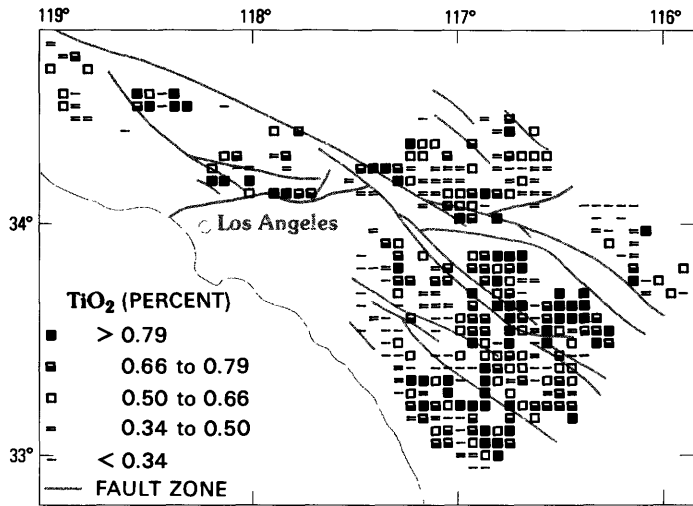 119° 118° 117° 116°
34°
Los Angeles
TiO₂ (PERCENT)
> 0.79
0.66 to 0.79
0.50 to 0.66
0.34 to 0.50
< 0.34
FAULT ZONE
33°